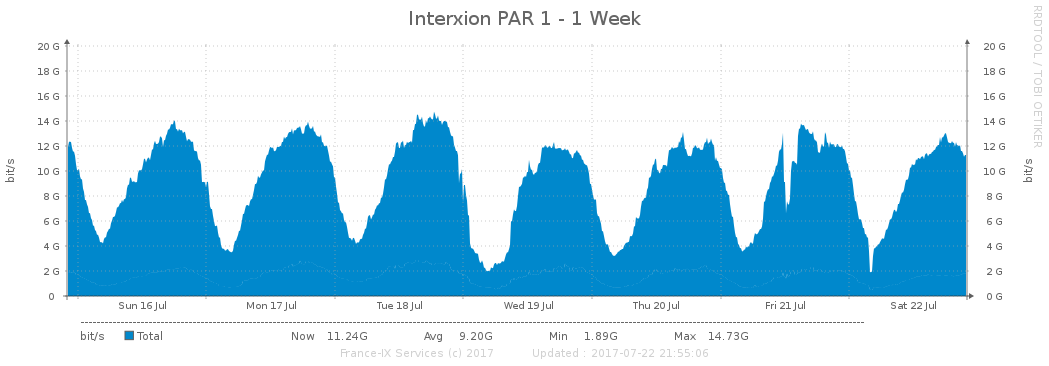 Interxion PAR 1 - 1 Week
RRDTOOL / TOBI OETIKER
20 G 20 G
18 G 18 G
16 G 16 G
14 G 14 G
12 G 12 G
10 G 10 G
8 G 8 G
6 G 6 G
4 G 4 G
2 G 2 G
0 0 G
bit/s
bit/s
Sun 16 Jul Mon 17 Jul Tue 18 Jul Wed 19 Jul Thu 20 Jul Fri 21 Jul Sat 22 Jul
bit/s Total Now 11.24G Avg 9.20G Min 1.89G Max 14.73G
France-IX Services (c) 2017 Updated : 2017-07-22 21:55:06